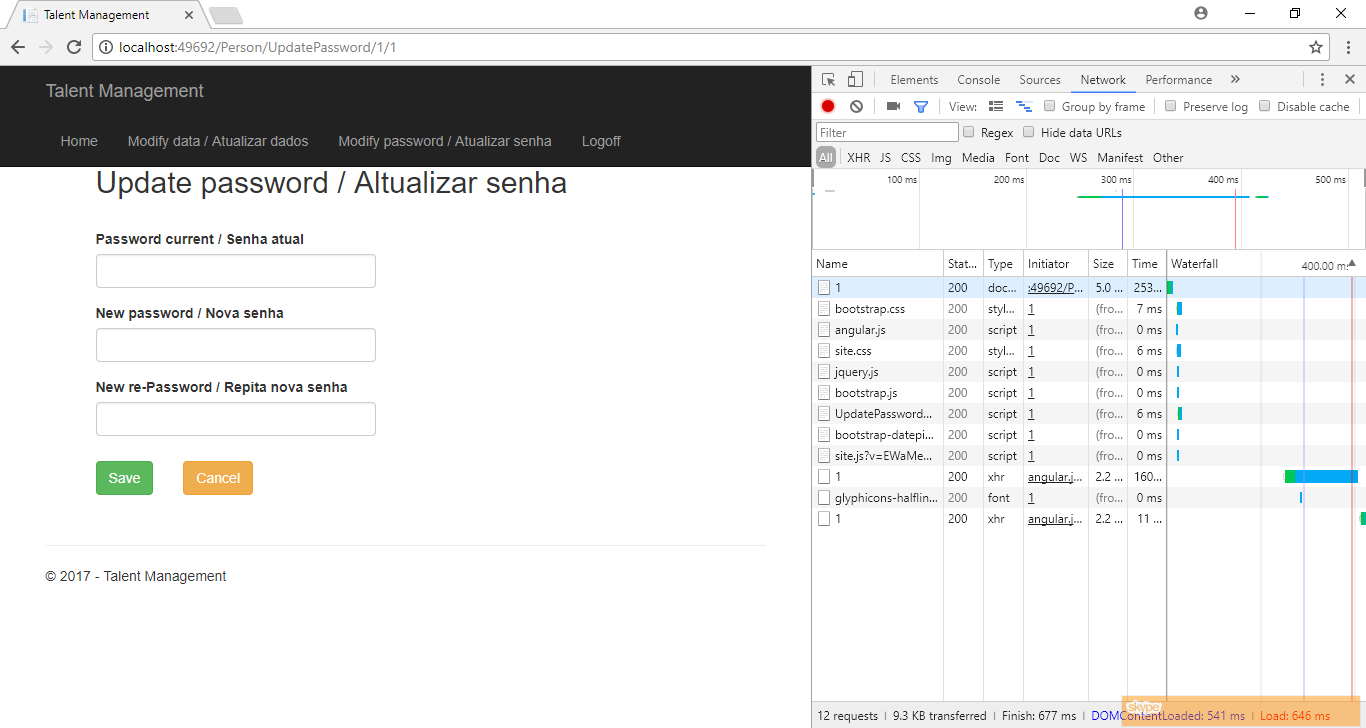 Talent Management
localhost:49692/Person/UpdatePassword/1/1
Talent Management
Home Modify data / Atualizar dados Modify password / Atualizar senha Logoff
Update password / Altualizar senha
Password current / Senha atual
New password / Nova senha
New re-Password / Repita nova senha
Save Cancel
© 2017 - Talent Management
Elements Console Sources Network Performance »
View: Group by frame Preserve log Disable cache
Filter Regex Hide data URLs
All XHR JS CSS Img Media Font Doc WS Manifest Other
100 ms 200 ms 300 ms 400 ms 500 ms
Name Stat... Type Initiator Size Time Waterfall 400.00 m:
1 200 doc... :49692/P... 5.0 ... 253...
bootstrap.css 200 styl... 1 (fro... 7 ms
angular.js 200 script 1 (fro... 0 ms
site.css 200 styl... 1 (fro... 6 ms
jquery.js 200 script 1 (fro... 0 ms
bootstrap.js 200 script 1 (fro... 0 ms
UpdatePassword... 200 script 1 (fro... 6 ms
bootstrap-datepi... 200 script 1 (fro... 0 ms
site.js?v=EWaMe... 200 script 1 (fro... 0 ms
1 200 xhr angular.j... 2.2 ... 160...
glyphicons-halflin... 200 font 1 (fro... 0 ms
1 200 xhr angular.j... 2.2 ... 11 ...
12 requests | 9.3 KB transferred | Finish: 677 ms | DOMContentLoaded: 541 ms | Load: 646 ms
skype